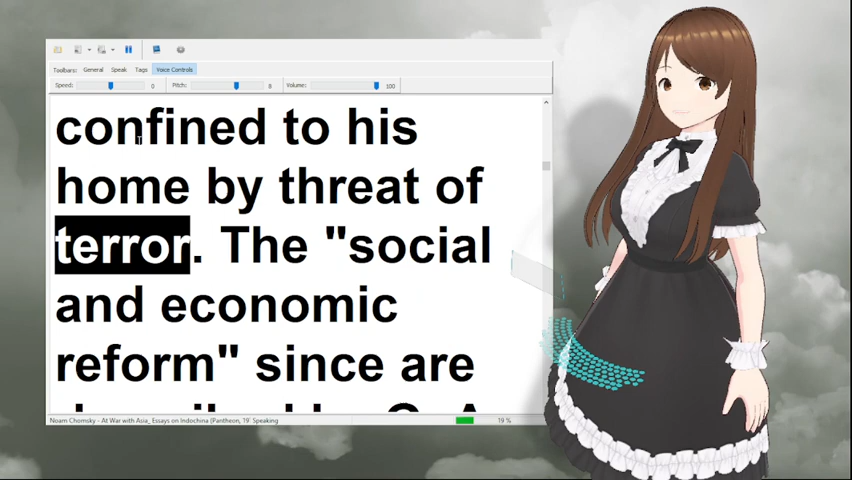 Toolbars: General Speak Tags Voice Controls
Speed: 0 Pitch: 8 Volume: 100
confined to his
home by threat of
terror. The "social
and economic
reform" since are
Noam Chomsky - At War with Asia_ Essays on Indochina (Pantheon, 19 Speaking 19 %